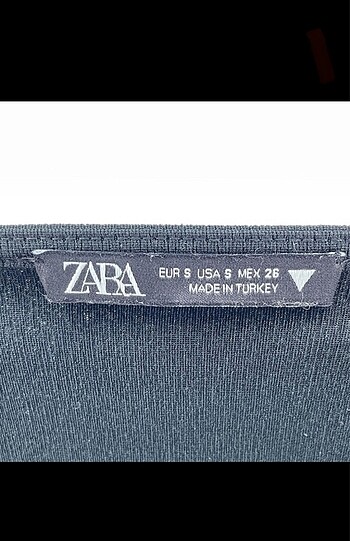 ZARA
EUR S USA S MEX 26
MADE IN TURKEY